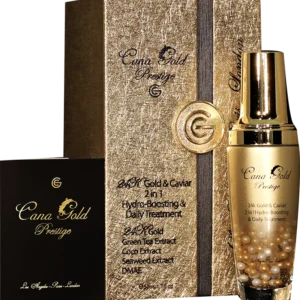 Cana Gold
Prestige
24K Gold & Caviar
2 in 1
Hydro-Boosting &
Daily Treatment
24K Gold
Green Tea Extract
Coco Extract
Seaweed Extract
DMAE
London
G
Cana Gold
Prestige
Los Angeles - Paris - London
Cana Gold
Prestige
24K Gold & Caviar
2 in 1 Hydro-Boosting
& Daily Treatment